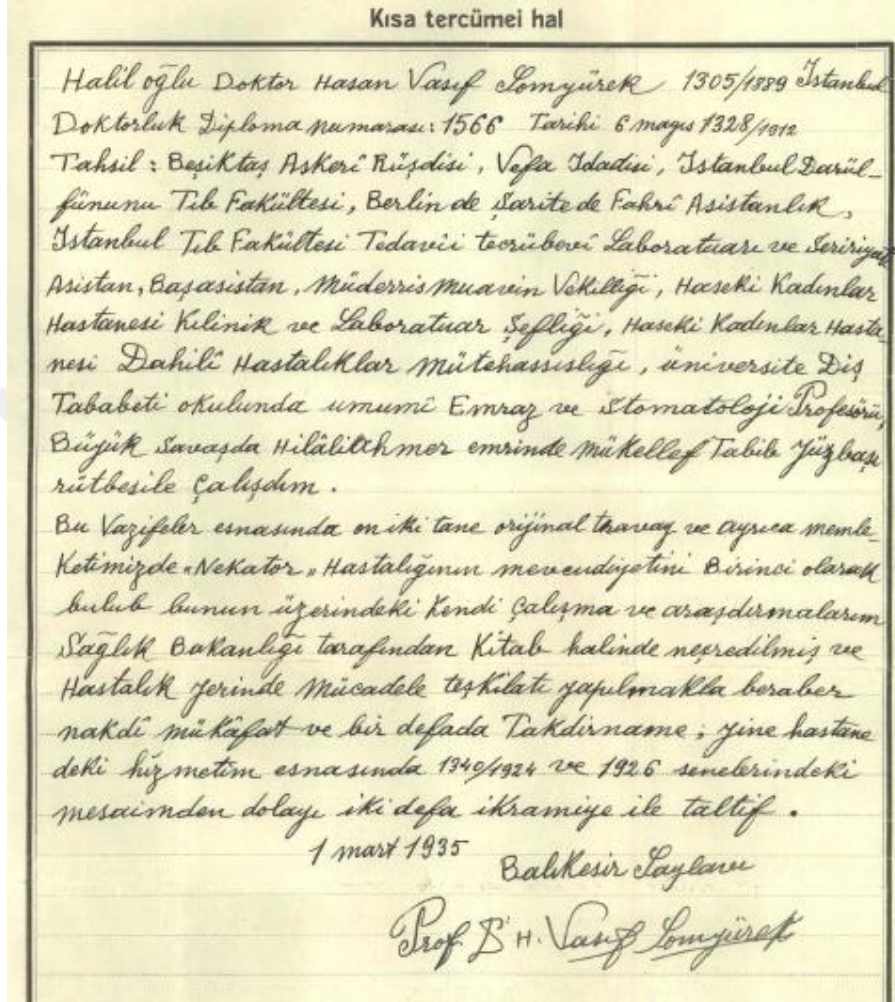 Kısa tercümei hal
Halil oğlu Doktor Hasan Vasıf Somyürek 1305/1889 İstanbul
Doktorluk Diploma numarası: 1566 Tarihi 6 mayıs 1328/1912
Tahsil: Beşiktaş Askerî Rüşdisi, Vefa İdadisi, İstanbul Darül-
fünunu Tıb Fakültesi, Berlin de Şarite de Fahrî Asistanlık,
İstanbul Tıb Fakültesi Tedavii tecrübevî Laboratuarı ve Seririyatı
Asistan, Başasistan, Müderris Muavin Vekilliği, Haseki Kadınlar
Hastanesi Kılinik ve Laboratuar Şefliği, Haseki Kadınlar Hasta-
nesi Dahilî Hastalıklar Mütehassıslığı, üniversite Diş
Tababeti okulunda umumî Emraz ve Stomatoloji Profesörü,
Büyük Savaşda Hilâliahmer emrinde mükellef Tabib Yüzbaşı
rütbesile çalışdım.
Bu Vazifeler esnasında on iki tane orijinal travay ve ayrıca memle-
ketimizde „Nekator„ Hastalığının mevcudiyetini Birinci olarak
bulub bunun üzerindeki kendi çalışma ve araşdırmalarım
Sağlık Bakanlığı tarafından Kitab halinde neşredilmiş ve
Hastalık yerinde Mücadele teşkilatı yapılmakla beraber
nakdî mükâfat ve bir defada Takdirname; yine hastane
deki hizmetim esnasında 1340/1924 ve 1926 senelerindeki
mesaimden dolayı iki defa ikramiye ile taltif.
1 mart 1935
Balıkesir Saylavı
Prof. Dr H. Vasıf Somyürek